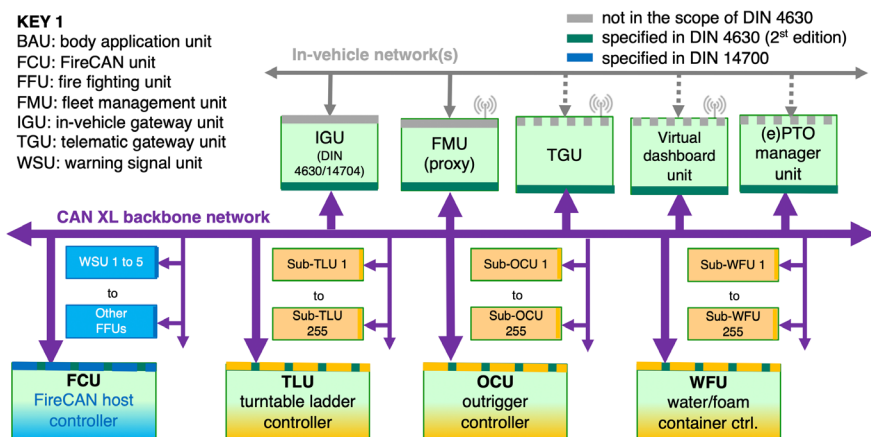 KEY 1
BAU: body application unit
FCU: FireCAN unit
FFU: fire fighting unit
FMU: fleet management unit
IGU: in-vehicle gateway unit
TGU: telematic gateway unit
WSU: warning signal unit
not in the scope of DIN 4630
specified in DIN 4630 (2st edition)
specified in DIN 14700
In-vehicle network(s)
IGU
(DIN
4630/14704)
FMU
(proxy)
TGU
Virtual
dashboard
unit
(e)PTO
manager
unit
CAN XL backbone network
WSU 1 to 5
to
Other
FFUs
Sub-TLU 1
to
Sub-TLU
255
Sub-OCU 1
to
Sub-OCU
255
Sub-WFU 1
to
Sub-WFU
255
FCU
FireCAN host
controller
TLU
turntable ladder
controller
OCU
outrigger
controller
WFU
water/foam
container ctrl.